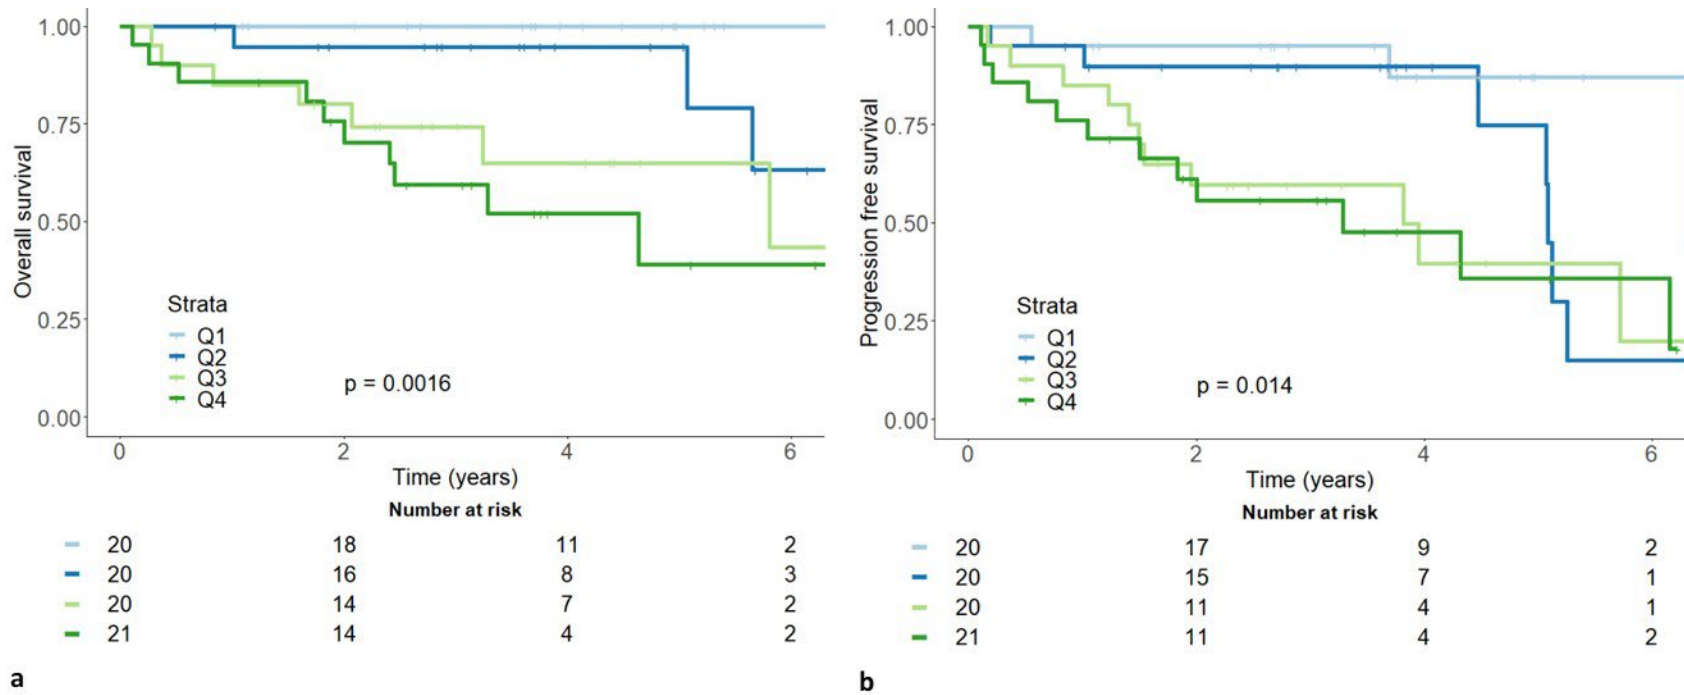 Overall survival
1.00
0.75
0.50
0.25
0.00
Strata
Q1
Q2
Q3
Q4
p = 0.0016
0 2 4 6
Time (years)
Number at risk
20 18 11 2
20 16 8 3
20 14 7 2
21 14 4 2
a
Progression free survival
1.00
0.75
0.50
0.25
0.00
Strata
Q1
Q2
Q3
Q4
p = 0.014
0 2 4 6
Time (years)
Number at risk
20 17 9 2
20 15 7 1
20 11 4 1
21 11 4 2
b